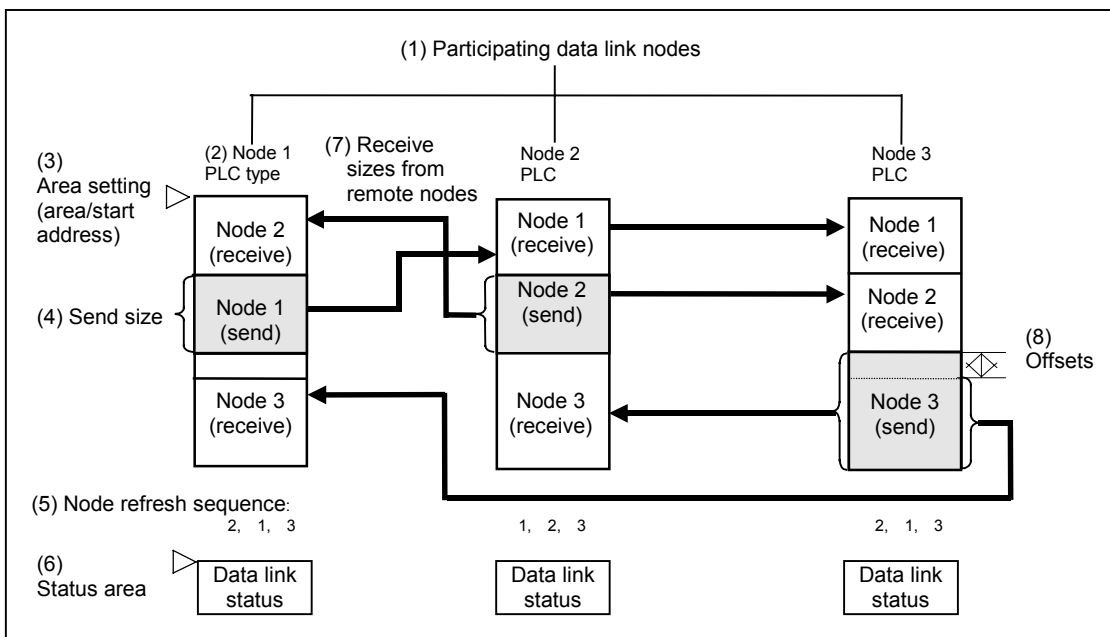 (1) Participating data link nodes
(2) Node 1
PLC type
(7) Receive
sizes from
remote nodes
Node 2
PLC
Node 3
PLC
(3)
Area setting
(area/start
address)
Node 2
(receive)
Node 1
(receive)
Node 1
(receive)
(4) Send size
Node 1
(send)
Node 2
(send)
Node 2
(receive)
(8)
Offsets
Node 3
(receive)
Node 3
(receive)
Node 3
(send)
(5) Node refresh sequence:
2, 1, 3
1, 2, 3
2, 1, 3
(6)
Status area
Data link
status
Data link
status
Data link
status